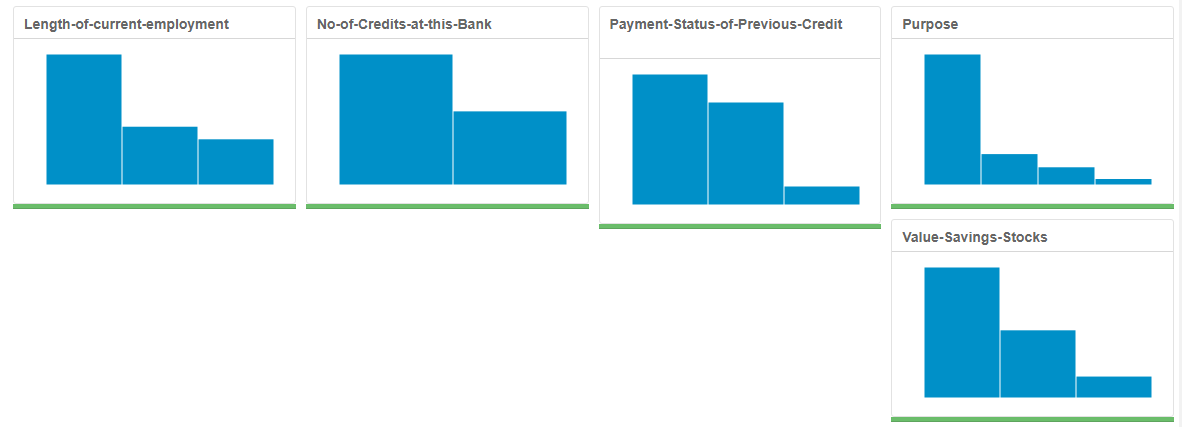 Length-of-current-employment
No-of-Credits-at-this-Bank
Payment-Status-of-Previous-Credit
Purpose
Value-Savings-Stocks